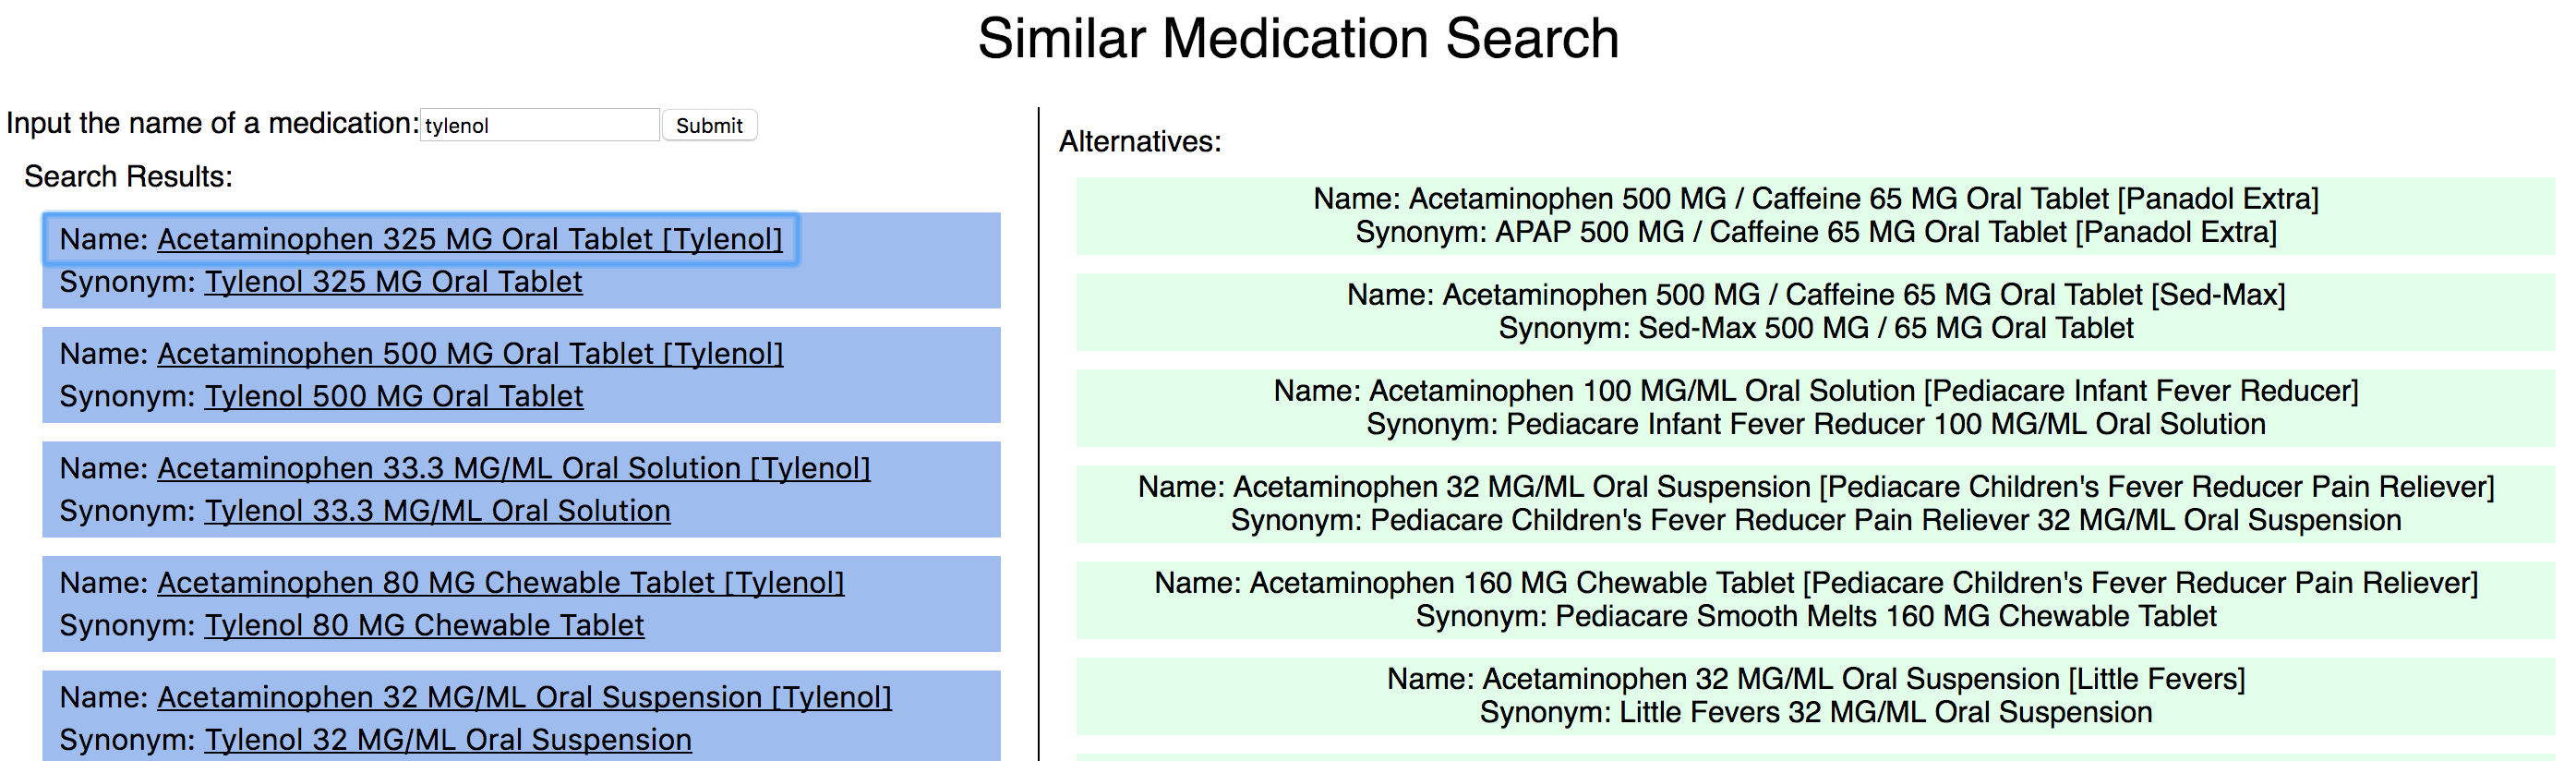 Similar Medication Search
Input the name of a medication: tylenol Submit
Search Results:
Name: Acetaminophen 325 MG Oral Tablet [Tylenol]
Synonym: Tylenol 325 MG Oral Tablet
Name: Acetaminophen 500 MG Oral Tablet [Tylenol]
Synonym: Tylenol 500 MG Oral Tablet
Name: Acetaminophen 33.3 MG/ML Oral Solution [Tylenol]
Synonym: Tylenol 33.3 MG/ML Oral Solution
Name: Acetaminophen 80 MG Chewable Tablet [Tylenol]
Synonym: Tylenol 80 MG Chewable Tablet
Name: Acetaminophen 32 MG/ML Oral Suspension [Tylenol]
Synonym: Tylenol 32 MG/ML Oral Suspension
Alternatives:
Name: Acetaminophen 500 MG / Caffeine 65 MG Oral Tablet [Panadol Extra]
Synonym: APAP 500 MG / Caffeine 65 MG Oral Tablet [Panadol Extra]
Name: Acetaminophen 500 MG / Caffeine 65 MG Oral Tablet [Sed-Max]
Synonym: Sed-Max 500 MG / 65 MG Oral Tablet
Name: Acetaminophen 100 MG/ML Oral Solution [Pediacare Infant Fever Reducer]
Synonym: Pediacare Infant Fever Reducer 100 MG/ML Oral Solution
Name: Acetaminophen 32 MG/ML Oral Suspension [Pediacare Children's Fever Reducer Pain Reliever]
Synonym: Pediacare Children's Fever Reducer Pain Reliever 32 MG/ML Oral Suspension
Name: Acetaminophen 160 MG Chewable Tablet [Pediacare Children's Fever Reducer Pain Reliever]
Synonym: Pediacare Smooth Melts 160 MG Chewable Tablet
Name: Acetaminophen 32 MG/ML Oral Suspension [Little Fevers]
Synonym: Little Fevers 32 MG/ML Oral Suspension